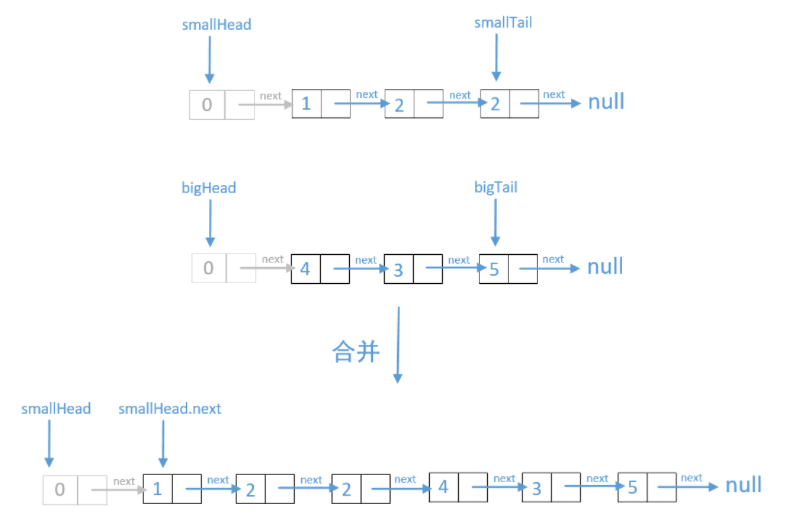 smallHead smallTail
next next next next
0 1 2 2 null
bigHead bigTail
next next next next
0 4 3 5 null
合并
smallHead smallHead.next
next next next next next next next
0 1 2 2 4 3 5 null